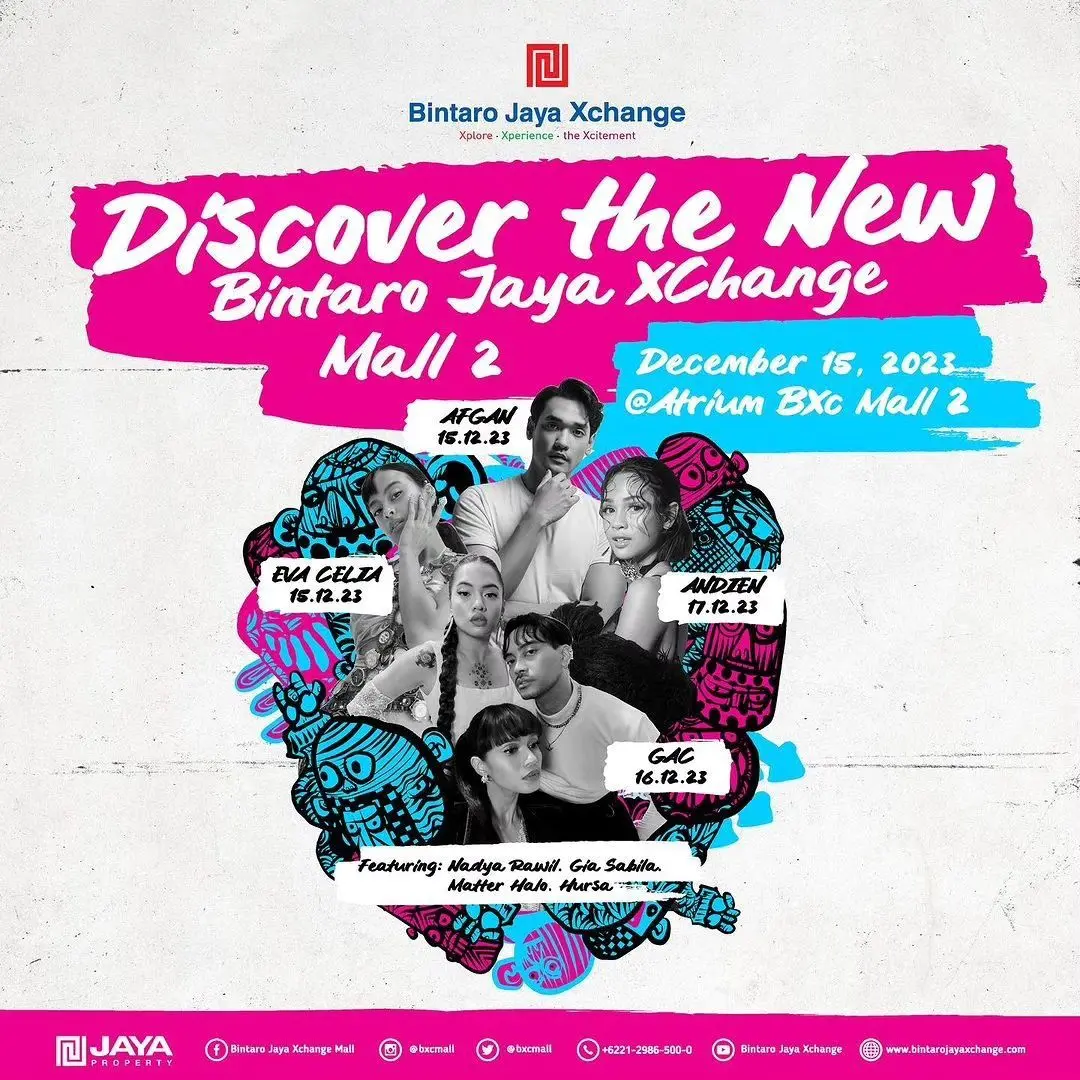 Bintaro Jaya Xchange
Xplore · Xperience · the Xcitement
Discover the New
Bintaro Jaya XChange
Mall 2
December 15, 2023
@Atrium BXc Mall 2
AFGAN
15.12.23
EVA CELIA
15.12.23
ANDIEN
17.12.23
GAC
16.12.23
Featuring: Nadya Rawil. Gia Sabila.
Matter Halo. Hursa
JAYA
PROPERTY
Bintaro Jaya Xchange Mall
@bxcmall
@bxcmall
+6221-2986-500-0
Bintaro Jaya Xchange
www.bintarojayaxchange.com